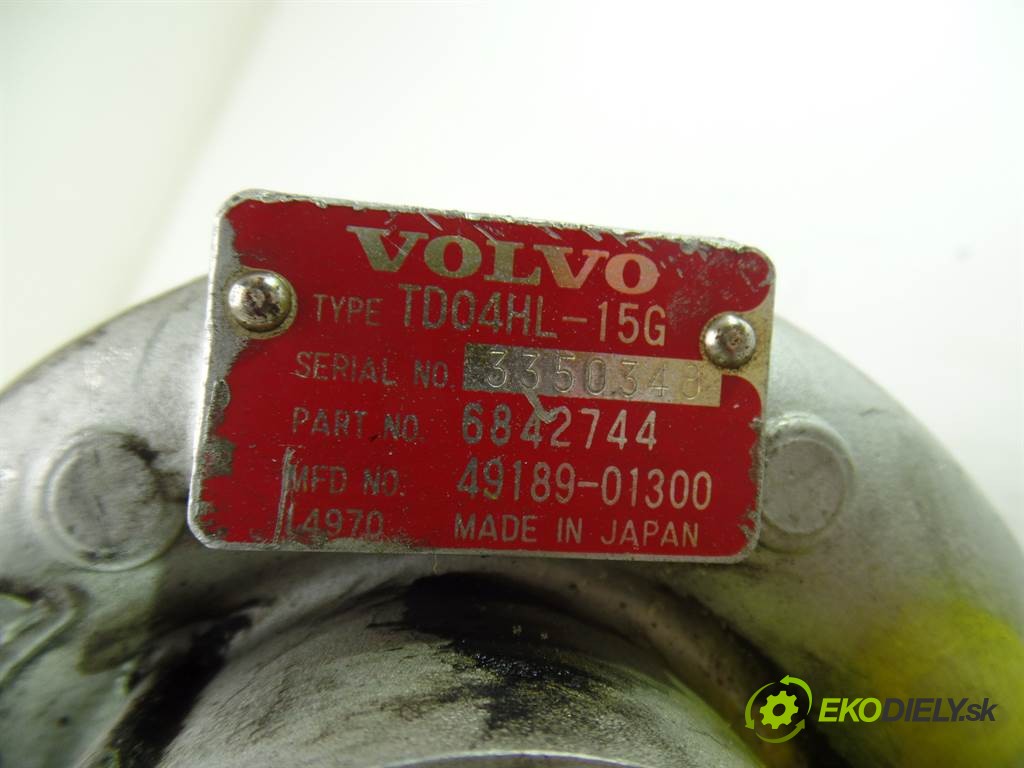 VOLVO
TYPE TD04HL-15G
SERIAL NO. 3350348
PART NO. 6842744
MFD NO. 49189-01300
L4970 MADE IN JAPAN
EKODIELY.sk